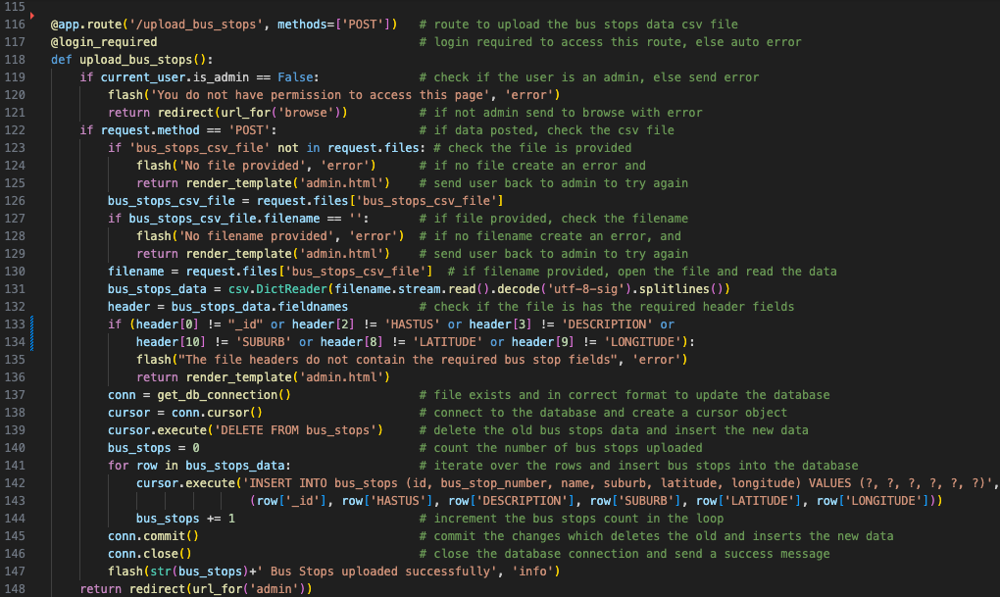 115
116 @app.route('/upload_bus_stops', methods=['POST']) # route to upload the bus stops data csv file
117 @login_required # login required to access this route, else auto error
118 def upload_bus_stops():
119 if current_user.is_admin == False: # check if the user is an admin, else send error
120 flash('You do not have permission to access this page', 'error')
121 return redirect(url_for('browse')) # if not admin send to browse with error
122 if request.method == 'POST': # if data posted, check the csv file
123 if 'bus_stops_csv_file' not in request.files: # check the file is provided
124 flash('No file provided', 'error') # if no file create an error and
125 return render_template('admin.html') # send user back to admin to try again
126 bus_stops_csv_file = request.files['bus_stops_csv_file']
127 if bus_stops_csv_file.filename == '': # if file provided, check the filename
128 flash('No filename provided', 'error') # if no filename create an error, and
129 return render_template('admin.html') # send user back to admin to try again
130 filename = request.files['bus_stops_csv_file'] # if filename provided, open the file and read the data
131 bus_stops_data = csv.DictReader(filename.stream.read().decode('utf-8-sig').splitlines())
132 header = bus_stops_data.fieldnames # check if the file is has the required header fields
133 if (header[0] != "_id" or header[2] != 'HASTUS' or header[3] != 'DESCRIPTION' or
134 header[10] != 'SUBURB' or header[8] != 'LATITUDE' or header[9] != 'LONGITUDE'):
135 flash("The file headers do not contain the required bus stop fields", 'error')
136 return render_template('admin.html')
137 conn = get_db_connection() # file exists and in correct format to update the database
138 cursor = conn.cursor() # connect to the database and create a cursor object
139 cursor.execute('DELETE FROM bus_stops') # delete the old bus stops data and insert the new data
140 bus_stops = 0 # count the number of bus stops uploaded
141 for row in bus_stops_data: # iterate over the rows and insert bus stops into the database
142 cursor.execute('INSERT INTO bus_stops (id, bus_stop_number, name, suburb, latitude, longitude) VALUES (?, ?, ?, ?, ?, ?)',
143 (row['_id'], row['HASTUS'], row['DESCRIPTION'], row['SUBURB'], row['LATITUDE'], row['LONGITUDE']))
144 bus_stops += 1 # increment the bus stops count in the loop
145 conn.commit() # commit the changes which deletes the old and inserts the new data
146 conn.close() # close the database connection and send a success message
147 flash(str(bus_stops)+' Bus Stops uploaded successfully', 'info')
148 return redirect(url_for('admin'))